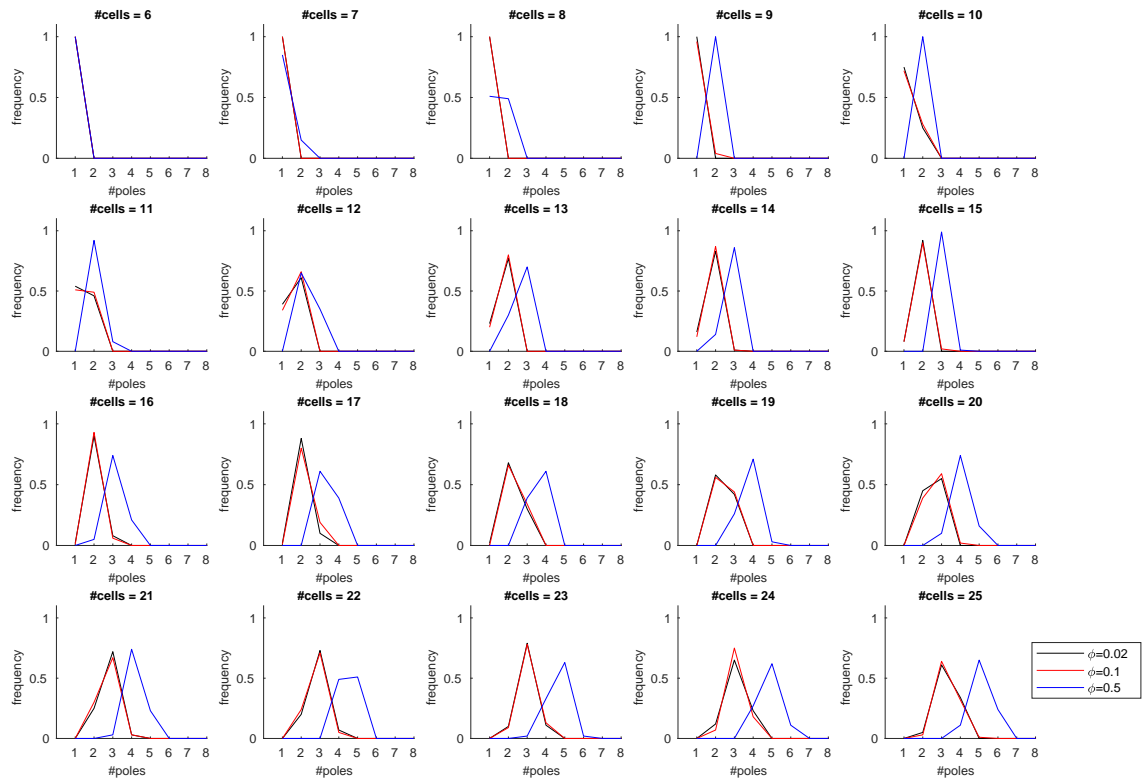 #cells = 6
#cells = 7
#cells = 8
#cells = 9
#cells = 10
1
0.5
0
frequency
1 2 3 4 5 6 7 8
#poles
1
0.5
0
frequency
1 2 3 4 5 6 7 8
#poles
1
0.5
0
frequency
1 2 3 4 5 6 7 8
#poles
1
0.5
0
frequency
1 2 3 4 5 6 7 8
#poles
1
0.5
0
frequency
1 2 3 4 5 6 7 8
#poles
#cells = 11
#cells = 12
#cells = 13
#cells = 14
#cells = 15
1
0.5
0
frequency
1 2 3 4 5 6 7 8
#poles
1
0.5
0
frequency
1 2 3 4 5 6 7 8
#poles
1
0.5
0
frequency
1 2 3 4 5 6 7 8
#poles
1
0.5
0
frequency
1 2 3 4 5 6 7 8
#poles
1
0.5
0
frequency
1 2 3 4 5 6 7 8
#poles
#cells = 16
#cells = 17
#cells = 18
#cells = 19
#cells = 20
1
0.5
0
frequency
1 2 3 4 5 6 7 8
#poles
1
0.5
0
frequency
1 2 3 4 5 6 7 8
#poles
1
0.5
0
frequency
1 2 3 4 5 6 7 8
#poles
1
0.5
0
frequency
1 2 3 4 5 6 7 8
#poles
1
0.5
0
frequency
1 2 3 4 5 6 7 8
#poles
#cells = 21
#cells = 22
#cells = 23
#cells = 24
#cells = 25
1
0.5
0
frequency
1 2 3 4 5 6 7 8
#poles
1
0.5
0
frequency
1 2 3 4 5 6 7 8
#poles
1
0.5
0
frequency
1 2 3 4 5 6 7 8
#poles
1
0.5
0
frequency
1 2 3 4 5 6 7 8
#poles
1
0.5
0
frequency
1 2 3 4 5 6 7 8
#poles
ϕ=0.02
ϕ=0.1
ϕ=0.5